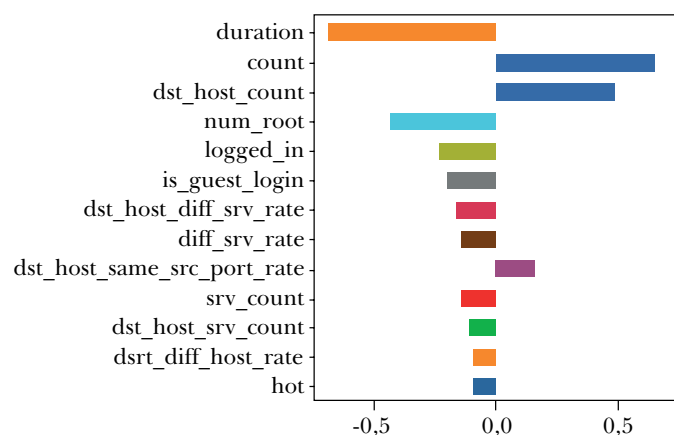 duration
count
dst_host_count
num_root
logged_in
is_guest_login
dst_host_diff_srv_rate
diff_srv_rate
dst_host_same_src_port_rate
srv_count
dst_host_srv_count
dsrt_diff_host_rate
hot
-0,5 0,0 0,5